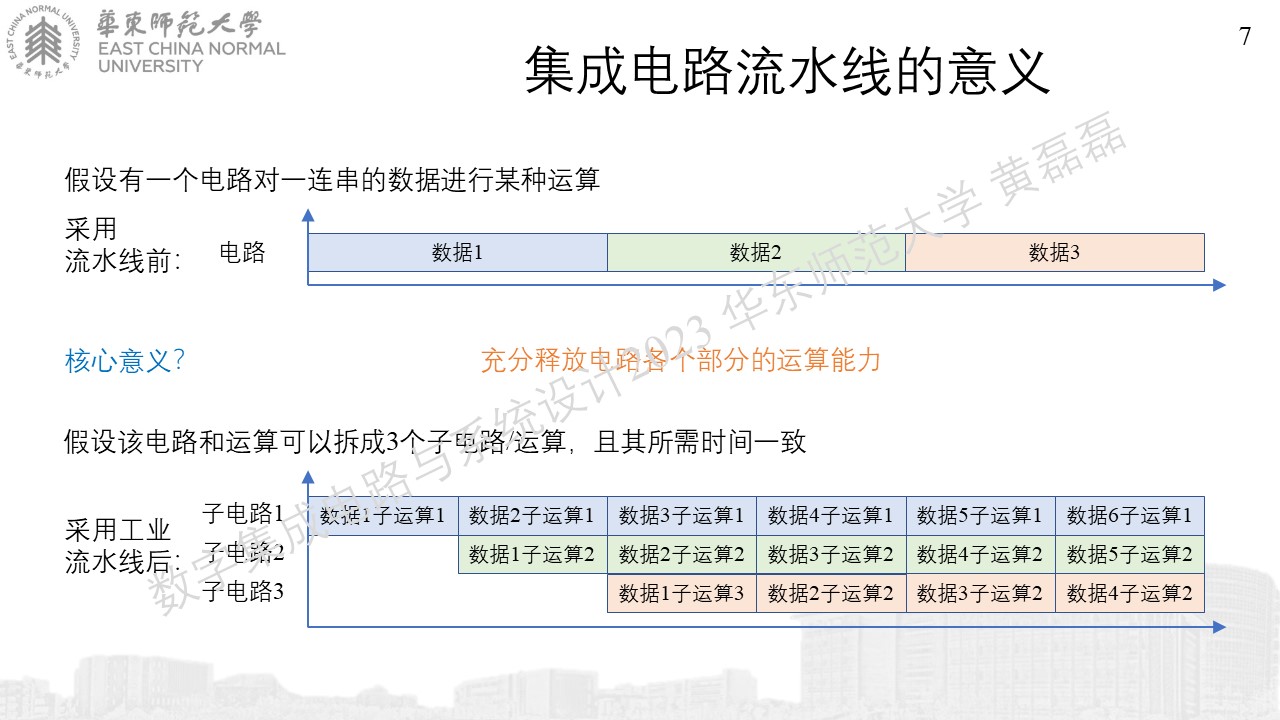 EAST CHINA NORMAL UNIVERSITY
華東師範大學
華東師範大學
EAST CHINA NORMAL
UNIVERSITY
7
集成电路流水线的意义
假设有一个电路对一连串的数据进行某种运算
采用
流水线前：
电路
数据1
数据2
数据3
核心意义？
充分释放电路各个部分的运算能力
假设该电路和运算可以拆成3个子电路/运算，且其所需时间一致
采用工业
流水线后：
子电路1 数据1子运算1 数据2子运算1 数据3子运算1 数据4子运算1 数据5子运算1 数据6子运算1
子电路2 数据1子运算2 数据2子运算2 数据3子运算2 数据4子运算2 数据5子运算2
子电路3 数据1子运算3 数据2子运算2 数据3子运算2 数据4子运算2
数字集成电路与系统设计2023 华东师范大学 黄磊磊